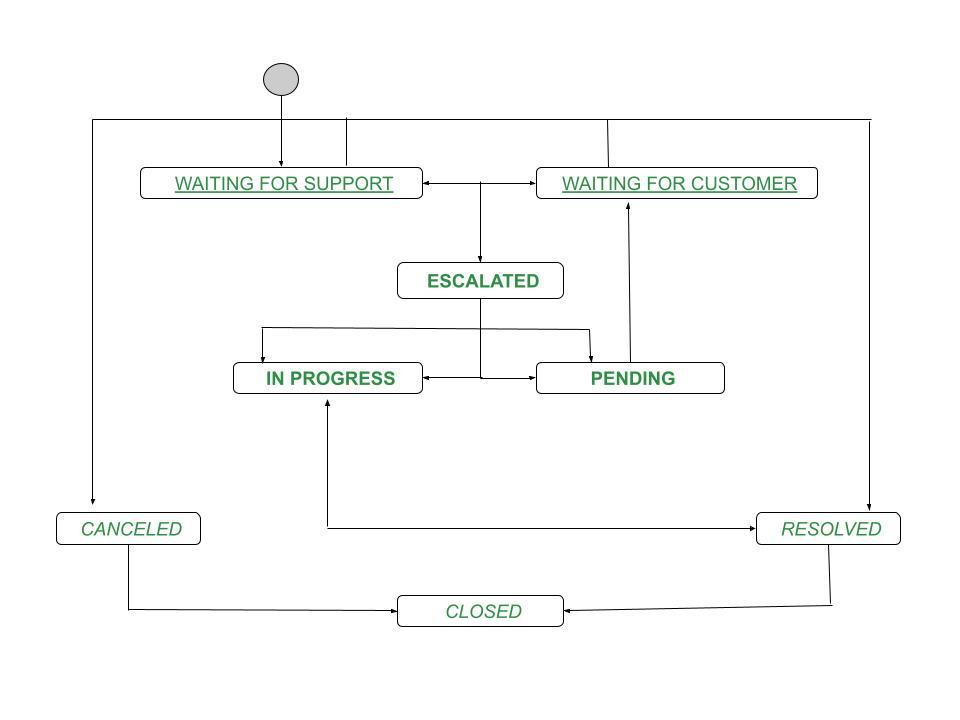 WAITING FOR SUPPORT
WAITING FOR CUSTOMER
ESCALATED
IN PROGRESS
PENDING
CANCELED
RESOLVED
CLOSED